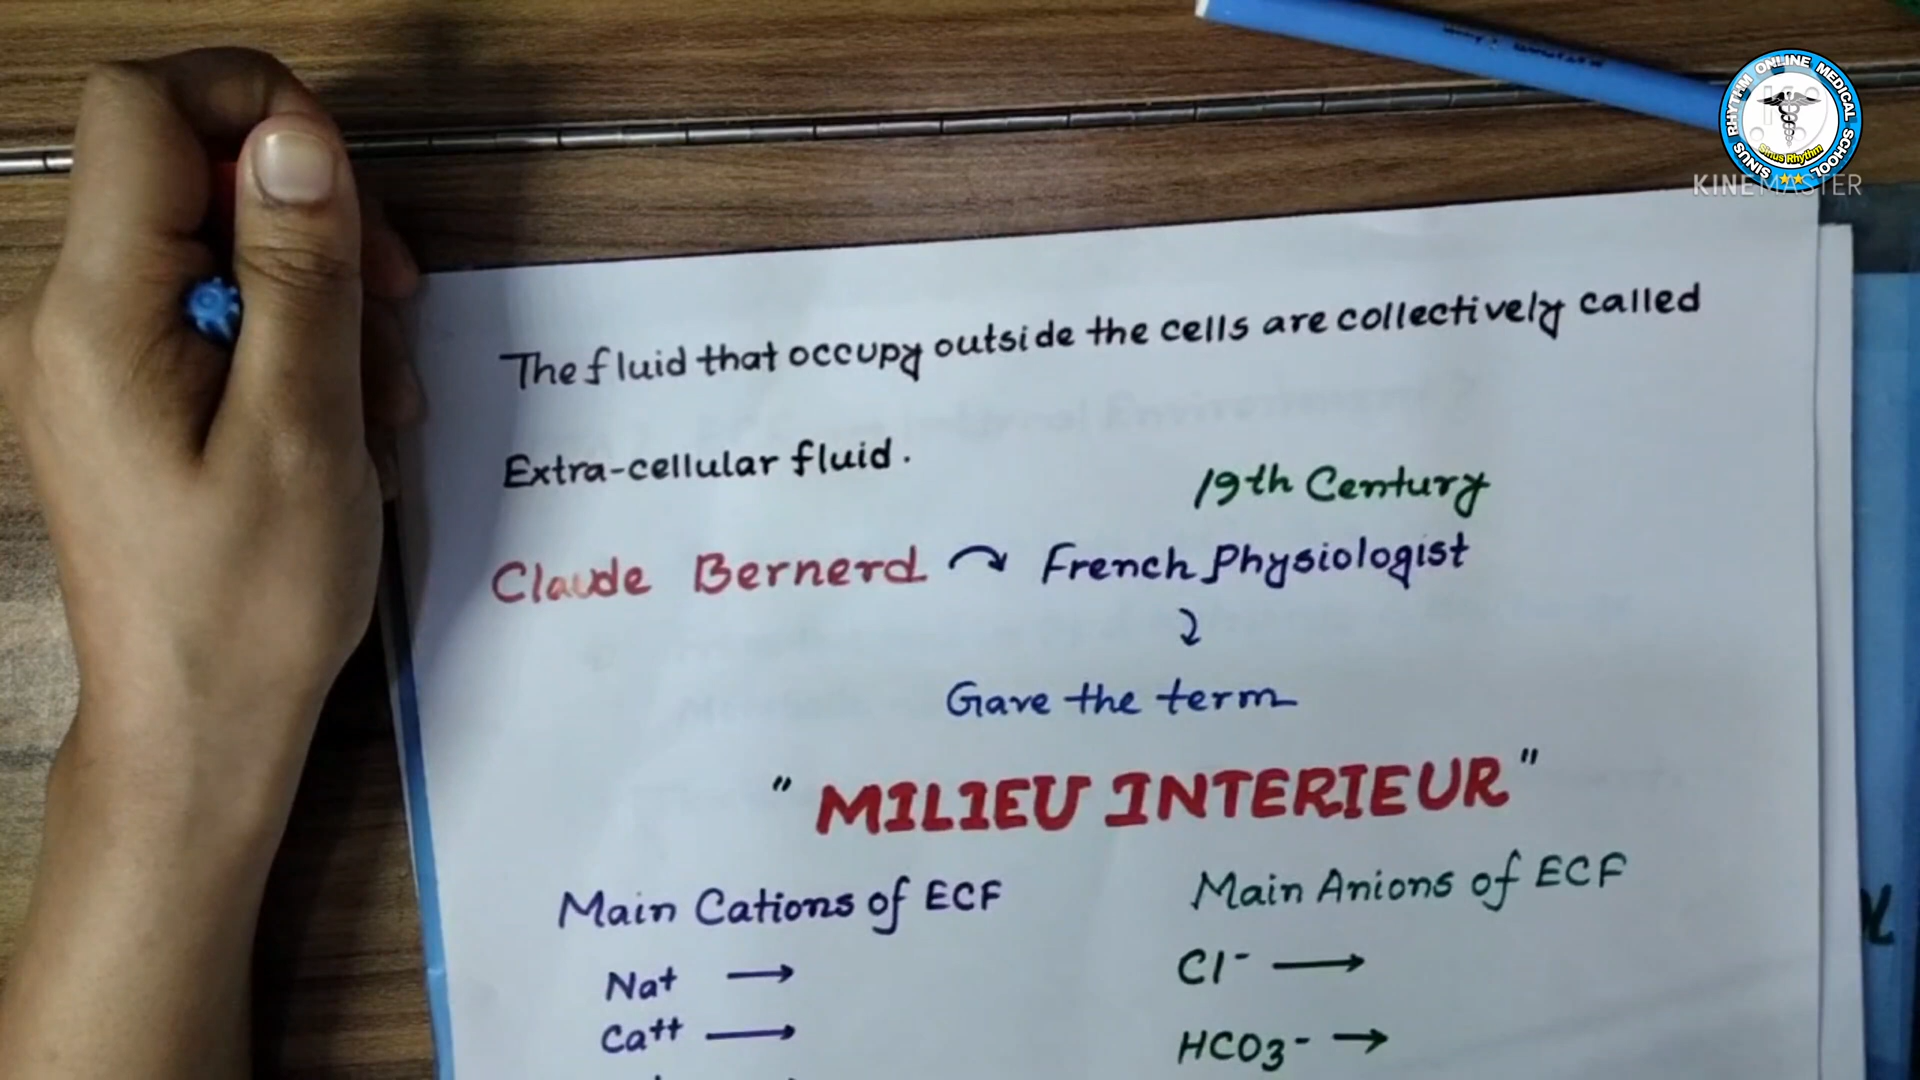 SINUS RHYTHM ONLINE MEDICAL SCHOOL
Sinus Rhythm
KINEMASTER
The fluid that occupy outside the cells are collectively called
Extra-cellular fluid.
19th Century
Claude Bernerd → French Physiologist
Gave the term
"MILIEU INTERIEUR"
Main Cations of ECF
Na+ →
Ca++ →
Main Anions of ECF
Cl- →
HCO3- →